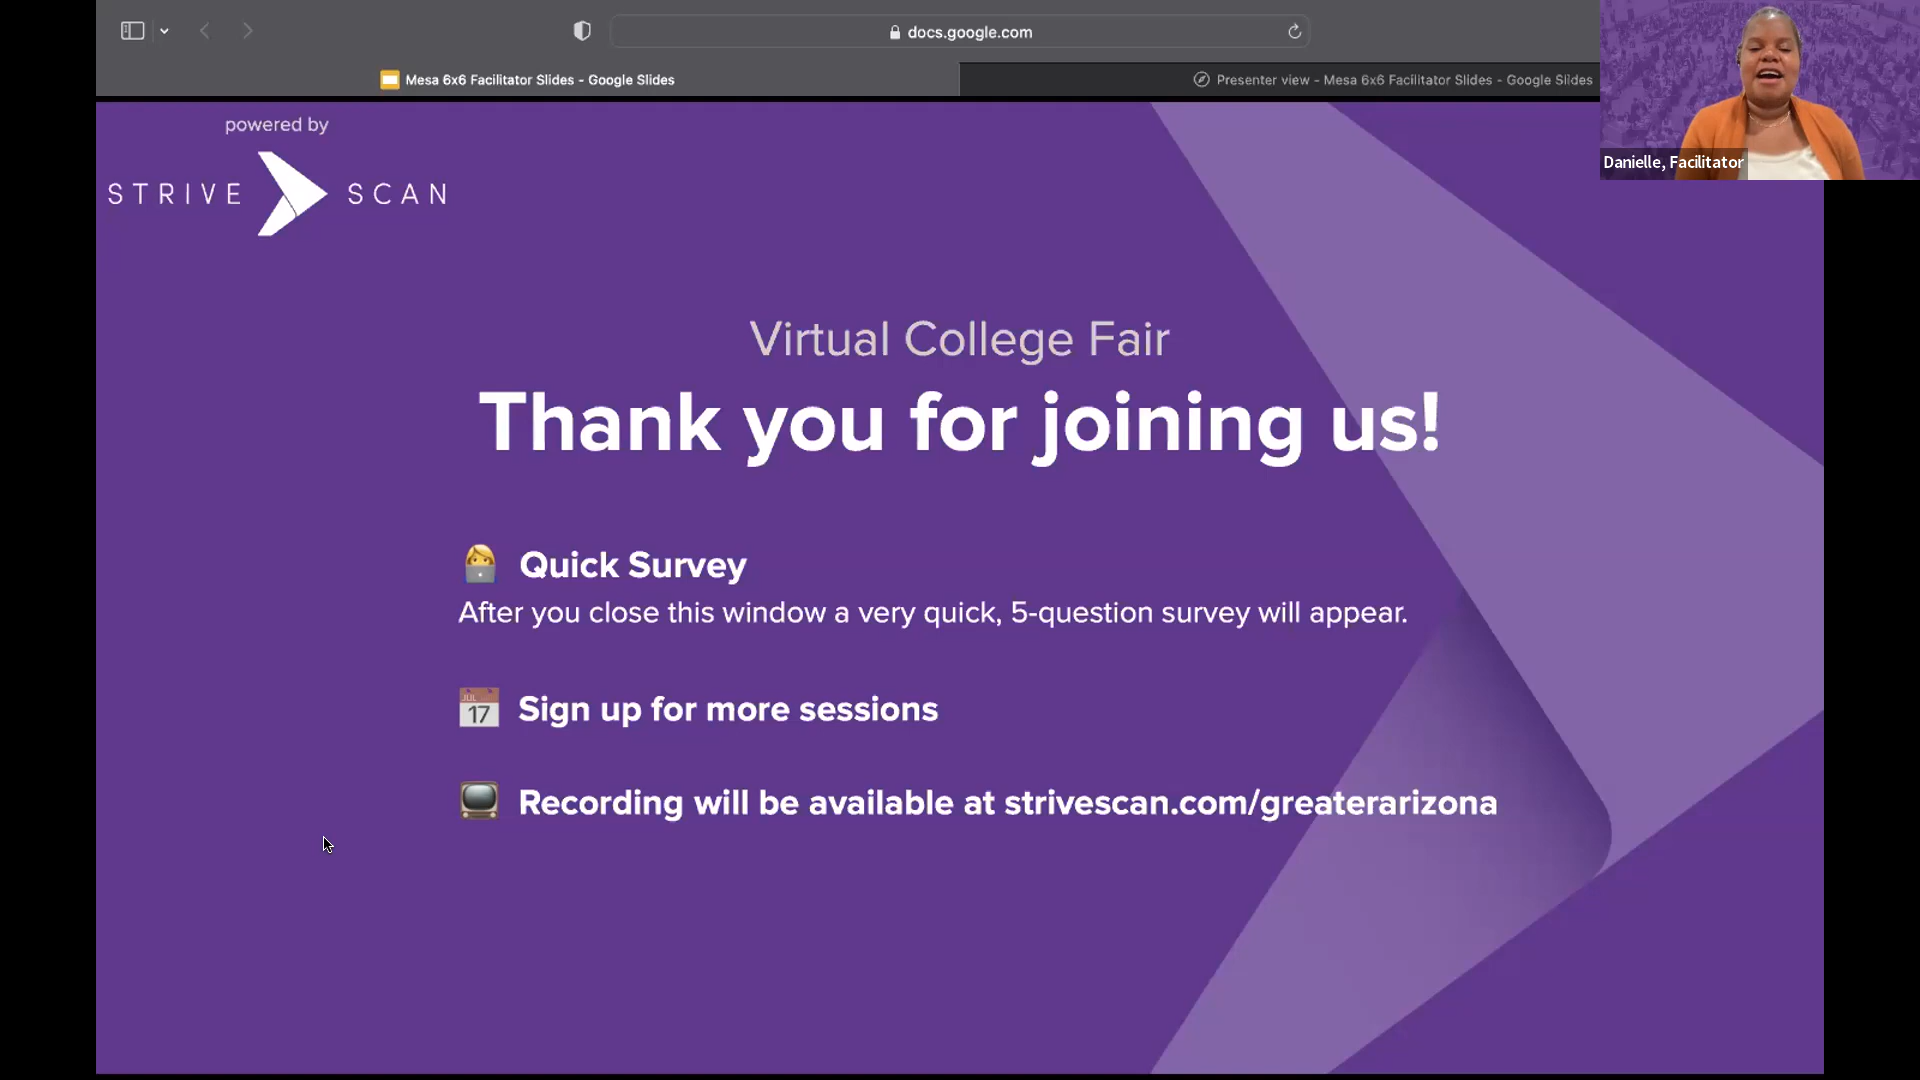 docs.google.com
Mesa 6x6 Facilitator Slides - Google Slides
Presenter view - Mesa 6x6 Facilitator Slides - Google Slides
Danielle, Facilitator
powered by
STRIVE SCAN
Virtual College Fair
Thank you for joining us!
Quick Survey
After you close this window a very quick, 5-question survey will appear.
JUL
17
Sign up for more sessions
Recording will be available at strivescan.com/greaterarizona